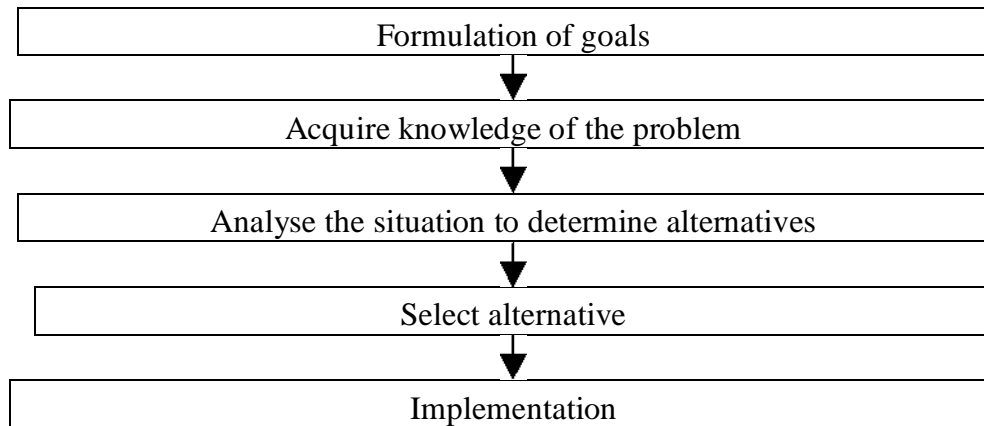 Formulation of goals
Acquire knowledge of the problem
Analyse the situation to determine alternatives
Select alternative
Implementation